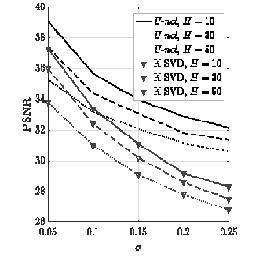 40
38
36
34
32
30
28
26
PSNR
0.05 0.1 0.15 0.2 0.25
σ
U-net, H = 10
U-net, H = 30
U-net, H = 50
K SVD, H = 10
K SVD, H = 30
K SVD, H = 50